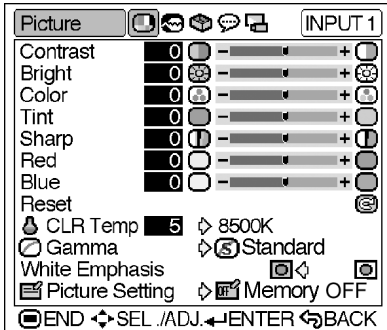 Picture INPUT 1
Contrast 0 - +
Bright 0 - +
Color 0 - +
Tint 0 - +
Sharp 0 - +
Red 0 - +
Blue 0 - +
Reset
CLR Temp 5 8500K
Gamma S Standard
White Emphasis
Picture Setting OFF Memory OFF
END SEL./ADJ. ENTER BACK